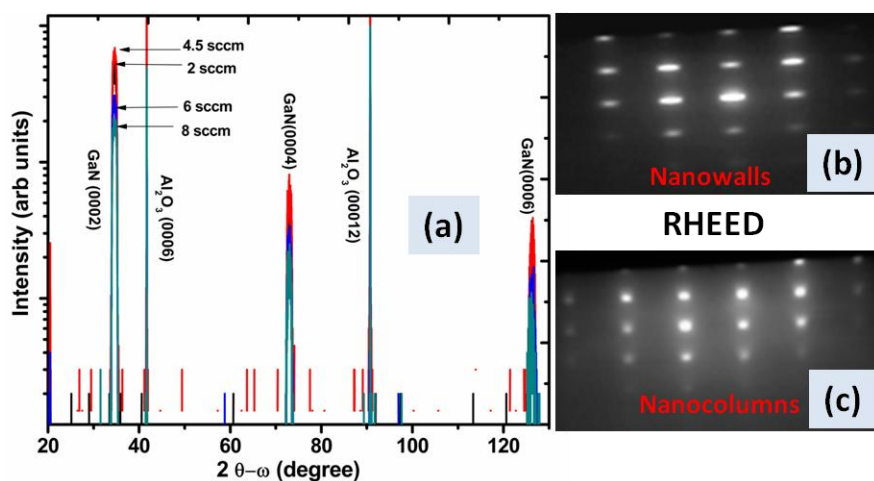 Intensity (arb units)
4.5 sccm
2 sccm
6 sccm
8 sccm
GaN (0002)
Al₂O₃ (0006)
GaN(0004)
Al₂O₃ (00012)
GaN(0006)
(a)
20 40 60 80 100 120
2 θ–ω (degree)
(b)
Nanowalls
RHEED
(c)
Nanocolumns